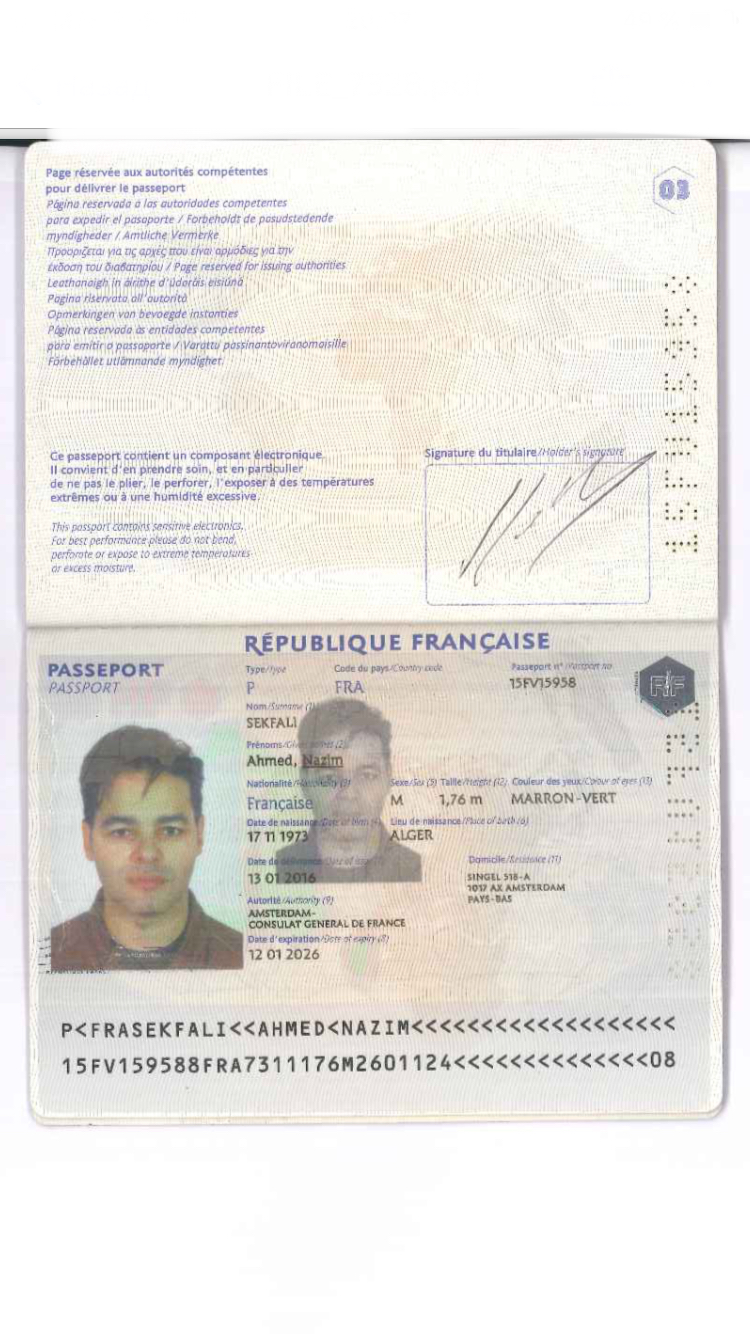 Page réservée aux autorités compétentes
pour délivrer le passeport
Página reservada a las autoridades competentes
para expedir el pasaporte / Forbeholdt de pasudstedende
myndigheder / Amtliche Vermerke
Προορίζεται για τις αρχές που είναι αρμόδιες για την
έκδοση του διαβατηρίου / Page reserved for issuing authorities
Leathanaigh in áirithe d'údaráis eisiúna
Pagina riservata all'autorità
Opmerkingen van bevoegde instanties
Página reservada às entidades competentes
para emitir o passaporte / Varattu passinantoviranomaisille
Förbehållet utlämnande myndighet.
03
Ce passeport contient un composant électronique.
Il convient d'en prendre soin, et en particulier
de ne pas le plier, le perforer, l'exposer à des températures
extrêmes ou à une humidité excessive.
This passport contains sensitive electronics.
For best performance please do not bend,
perforate or expose to extreme temperatures
or excess moisture.
Signature du titulaire/Holder's signature
RÉPUBLIQUE FRANÇAISE
PASSEPORT
PASSPORT
Type/Type
Code du pays/Country code
Passeport n°/Passport no
P
FRA
15FV15958
RF
Nom/Surname (1)
SEKFALI
Prénoms/Given names (2)
Ahmed, Nazim
Nationalité/Nationality (3)
Sexe/Sex (5) Taille/Height (12) Couleur des yeux/Colour of eyes (13)
Française
M
1,76 m
MARRON-VERT
Date de naissance/Date of birth (4)
Lieu de naissance/Place of birth (6)
17 11 1973
ALGER
Date de délivrance/Date of issue
Domicile/Residence (11)
13 01 2016
SINGEL 518-A
1017 AX AMSTERDAM
PAYS-BAS
Autorité/Authority (9)
AMSTERDAM-
CONSULAT GENERAL DE FRANCE
Date d'expiration/Date of expiry (8)
12 01 2026
P<FRASEKFALI<<AHMED<NAZIM<<<<<<<<<<<<<<<<<<<
15FV159588FRA7311176M2601124<<<<<<<<<<<<<<08